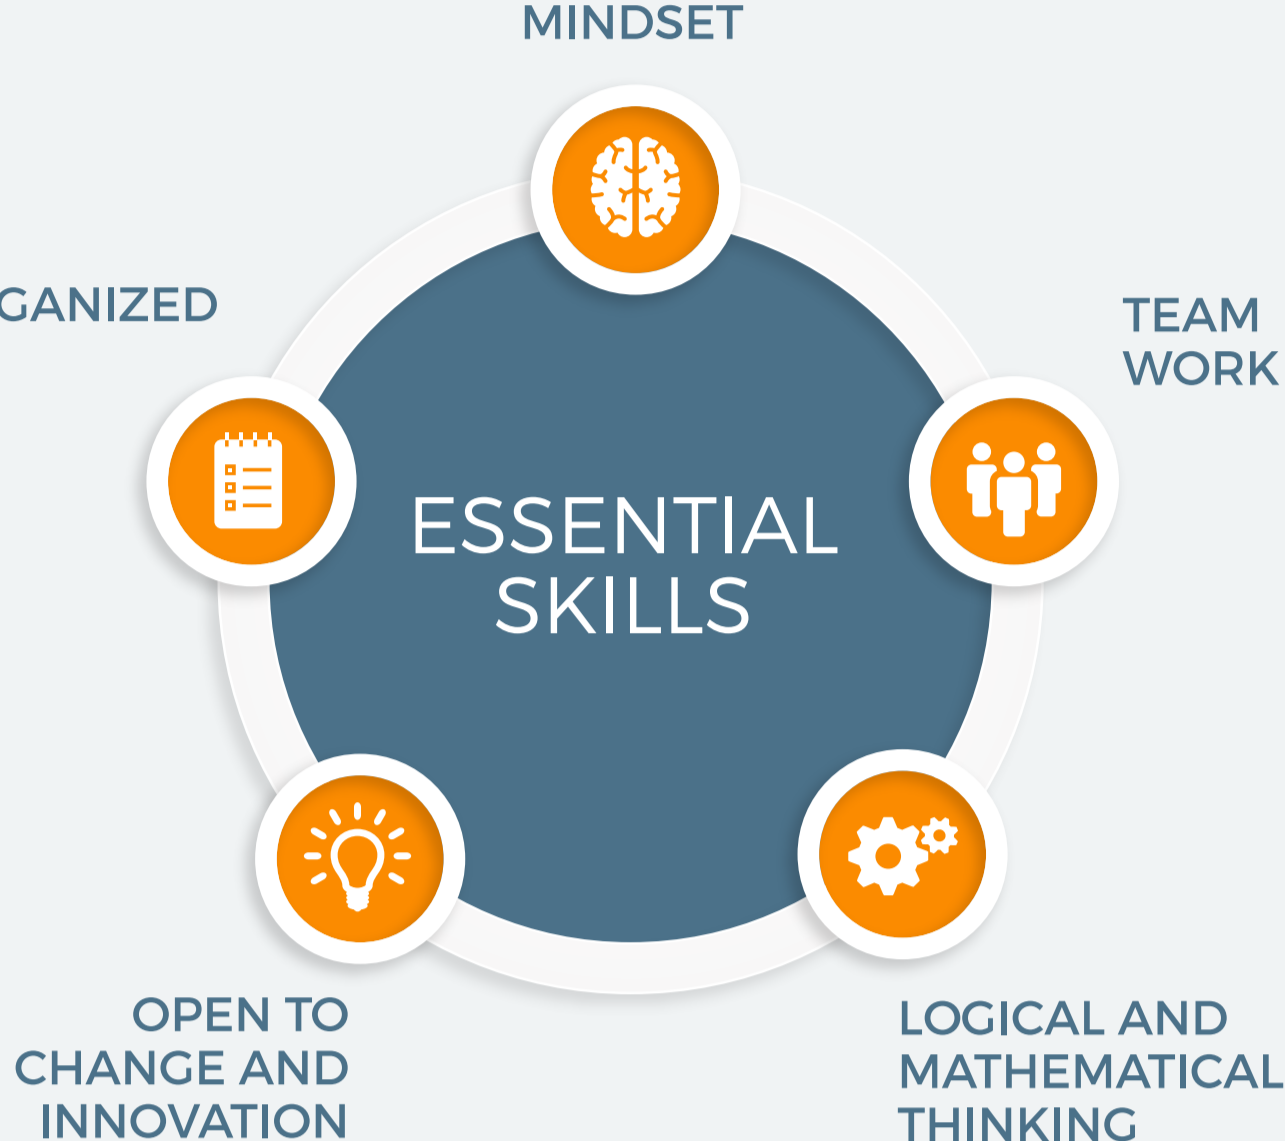 MINDSET
GANIZED
TEAM
WORK
ESSENTIAL
SKILLS
OPEN TO
CHANGE AND
INNOVATION
LOGICAL AND
MATHEMATICAL
THINKING